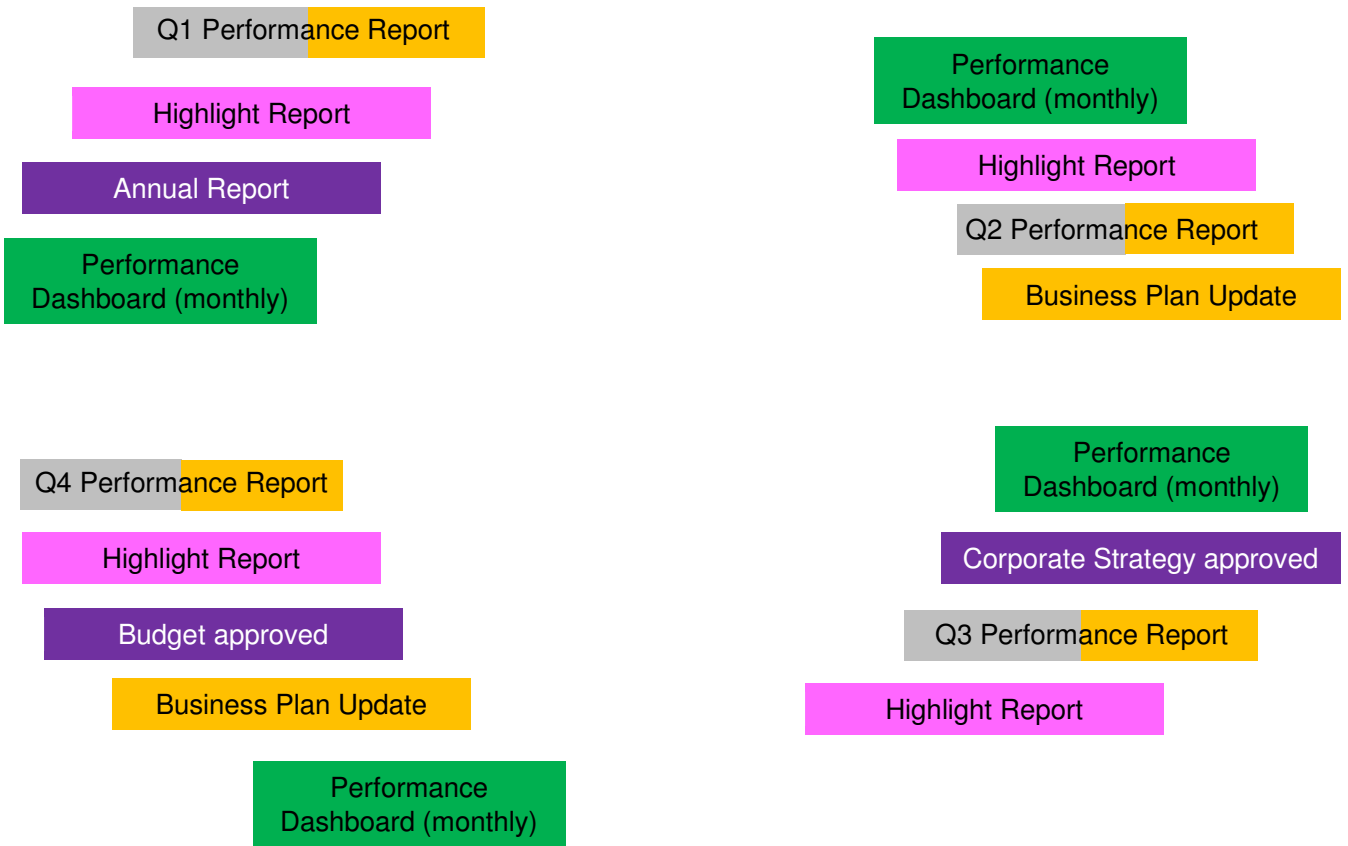 Q1 Performance Report
Highlight Report
Annual Report
Performance
Dashboard (monthly)
Performance
Dashboard (monthly)
Highlight Report
Q2 Performance Report
Business Plan Update
Q4 Performance Report
Highlight Report
Budget approved
Business Plan Update
Performance
Dashboard (monthly)
Performance
Dashboard (monthly)
Corporate Strategy approved
Q3 Performance Report
Highlight Report